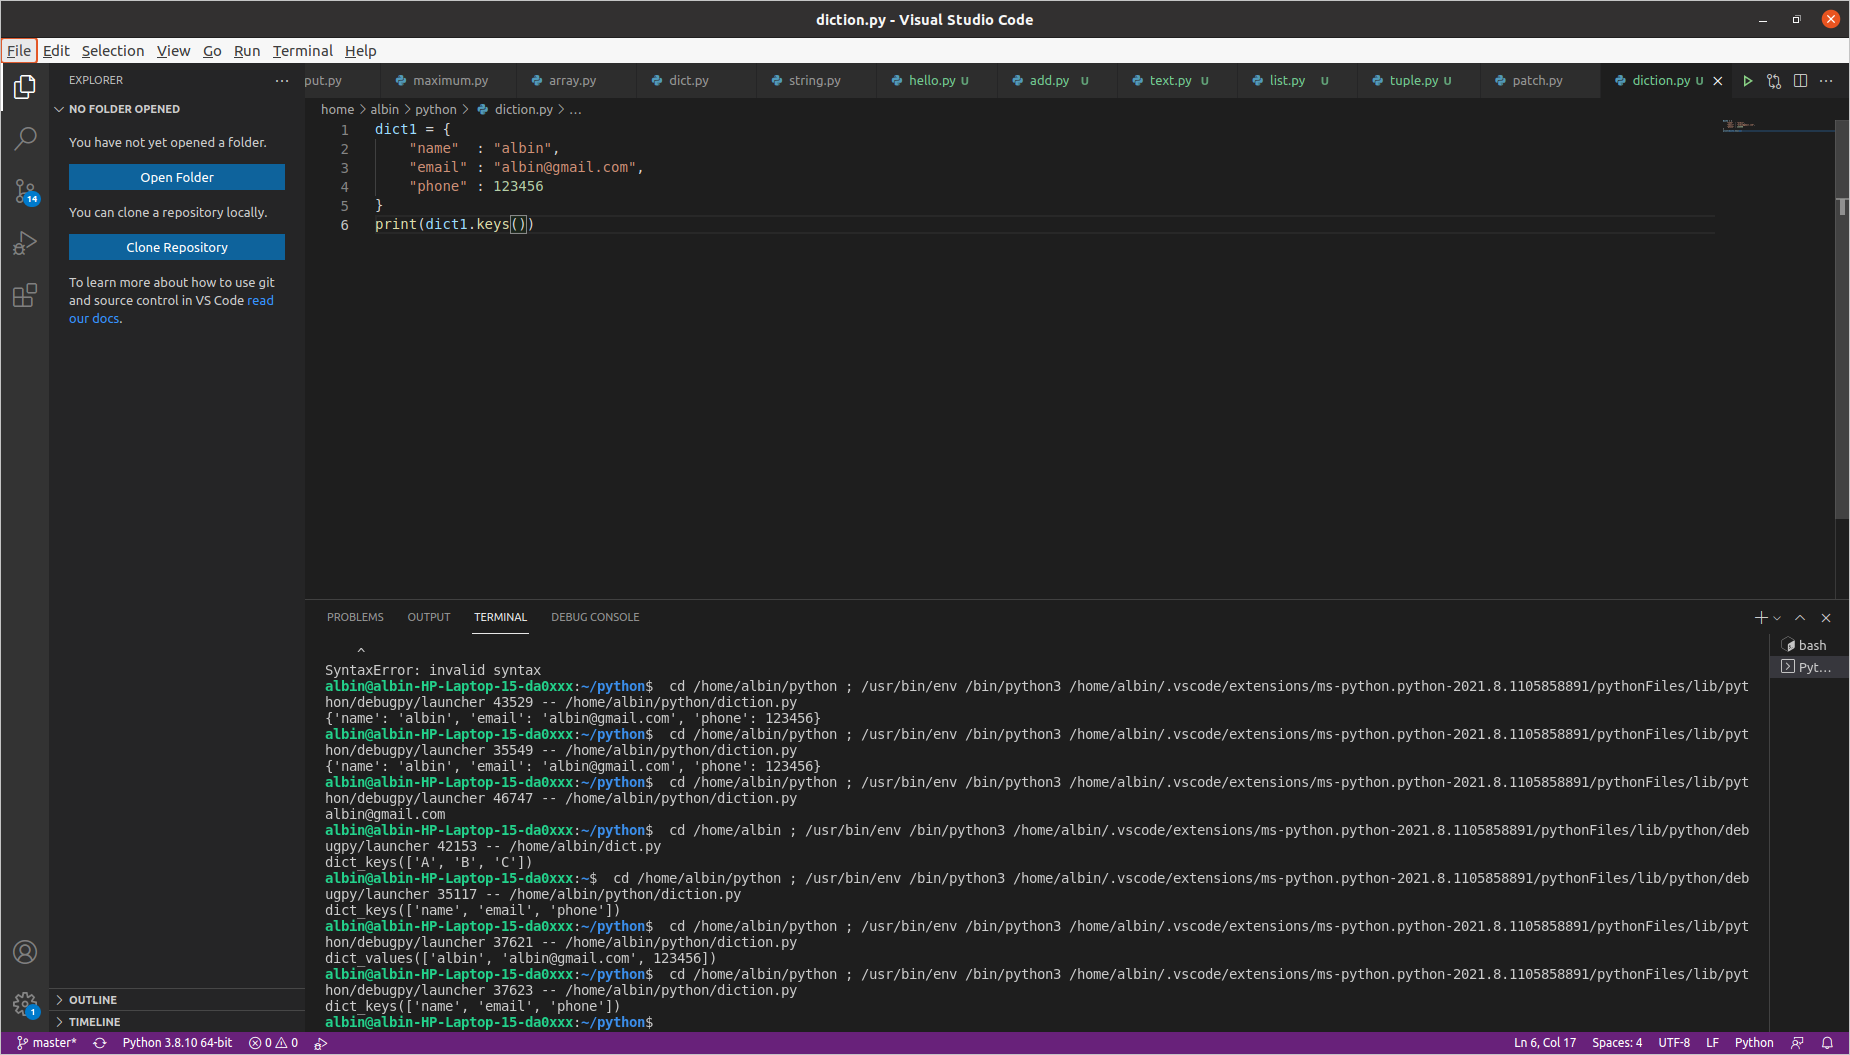 diction.py - Visual Studio Code
File Edit Selection View Go Run Terminal Help
EXPLORER
put.py maximum.py array.py dict.py string.py hello.py U add.py U text.py U list.py U tuple.py U patch.py diction.py U
NO FOLDER OPENED
You have not yet opened a folder.
Open Folder
You can clone a repository locally.
Clone Repository
To learn more about how to use git
and source control in VS Code read
our docs.
14
1
OUTLINE
TIMELINE
home > albin > python > diction.py > ...
1 dict1 = {
2     "name"  : "albin",
3     "email" : "albin@gmail.com",
4     "phone" : 123456
5 }
6 print(dict1.keys())
PROBLEMS OUTPUT TERMINAL DEBUG CONSOLE
bash
Pyt...
^
SyntaxError: invalid syntax
albin@albin-HP-Laptop-15-da0xxx:~/python$  cd /home/albin/python ; /usr/bin/env /bin/python3 /home/albin/.vscode/extensions/ms-python.python-2021.8.1105858891/pythonFiles/lib/pyt
hon/debugpy/launcher 43529 -- /home/albin/python/diction.py
{'name': 'albin', 'email': 'albin@gmail.com', 'phone': 123456}
albin@albin-HP-Laptop-15-da0xxx:~/python$  cd /home/albin/python ; /usr/bin/env /bin/python3 /home/albin/.vscode/extensions/ms-python.python-2021.8.1105858891/pythonFiles/lib/pyt
hon/debugpy/launcher 35549 -- /home/albin/python/diction.py
{'name': 'albin', 'email': 'albin@gmail.com', 'phone': 123456}
albin@albin-HP-Laptop-15-da0xxx:~/python$  cd /home/albin/python ; /usr/bin/env /bin/python3 /home/albin/.vscode/extensions/ms-python.python-2021.8.1105858891/pythonFiles/lib/pyt
hon/debugpy/launcher 46747 -- /home/albin/python/diction.py
albin@gmail.com
albin@albin-HP-Laptop-15-da0xxx:~/python$  cd /home/albin ; /usr/bin/env /bin/python3 /home/albin/.vscode/extensions/ms-python.python-2021.8.1105858891/pythonFiles/lib/python/deb
ugpy/launcher 42153 -- /home/albin/dict.py
dict_keys(['A', 'B', 'C'])
albin@albin-HP-Laptop-15-da0xxx:~$  cd /home/albin/python ; /usr/bin/env /bin/python3 /home/albin/.vscode/extensions/ms-python.python-2021.8.1105858891/pythonFiles/lib/python/deb
ugpy/launcher 35117 -- /home/albin/python/diction.py
dict_keys(['name', 'email', 'phone'])
albin@albin-HP-Laptop-15-da0xxx:~/python$  cd /home/albin/python ; /usr/bin/env /bin/python3 /home/albin/.vscode/extensions/ms-python.python-2021.8.1105858891/pythonFiles/lib/pyt
hon/debugpy/launcher 37621 -- /home/albin/python/diction.py
dict_values(['albin', 'albin@gmail.com', 123456])
albin@albin-HP-Laptop-15-da0xxx:~/python$  cd /home/albin/python ; /usr/bin/env /bin/python3 /home/albin/.vscode/extensions/ms-python.python-2021.8.1105858891/pythonFiles/lib/pyt
hon/debugpy/launcher 37623 -- /home/albin/python/diction.py
dict_keys(['name', 'email', 'phone'])
albin@albin-HP-Laptop-15-da0xxx:~/python$
master* Python 3.8.10 64-bit 0 0 Ln 6, Col 17 Spaces: 4 UTF-8 LF Python